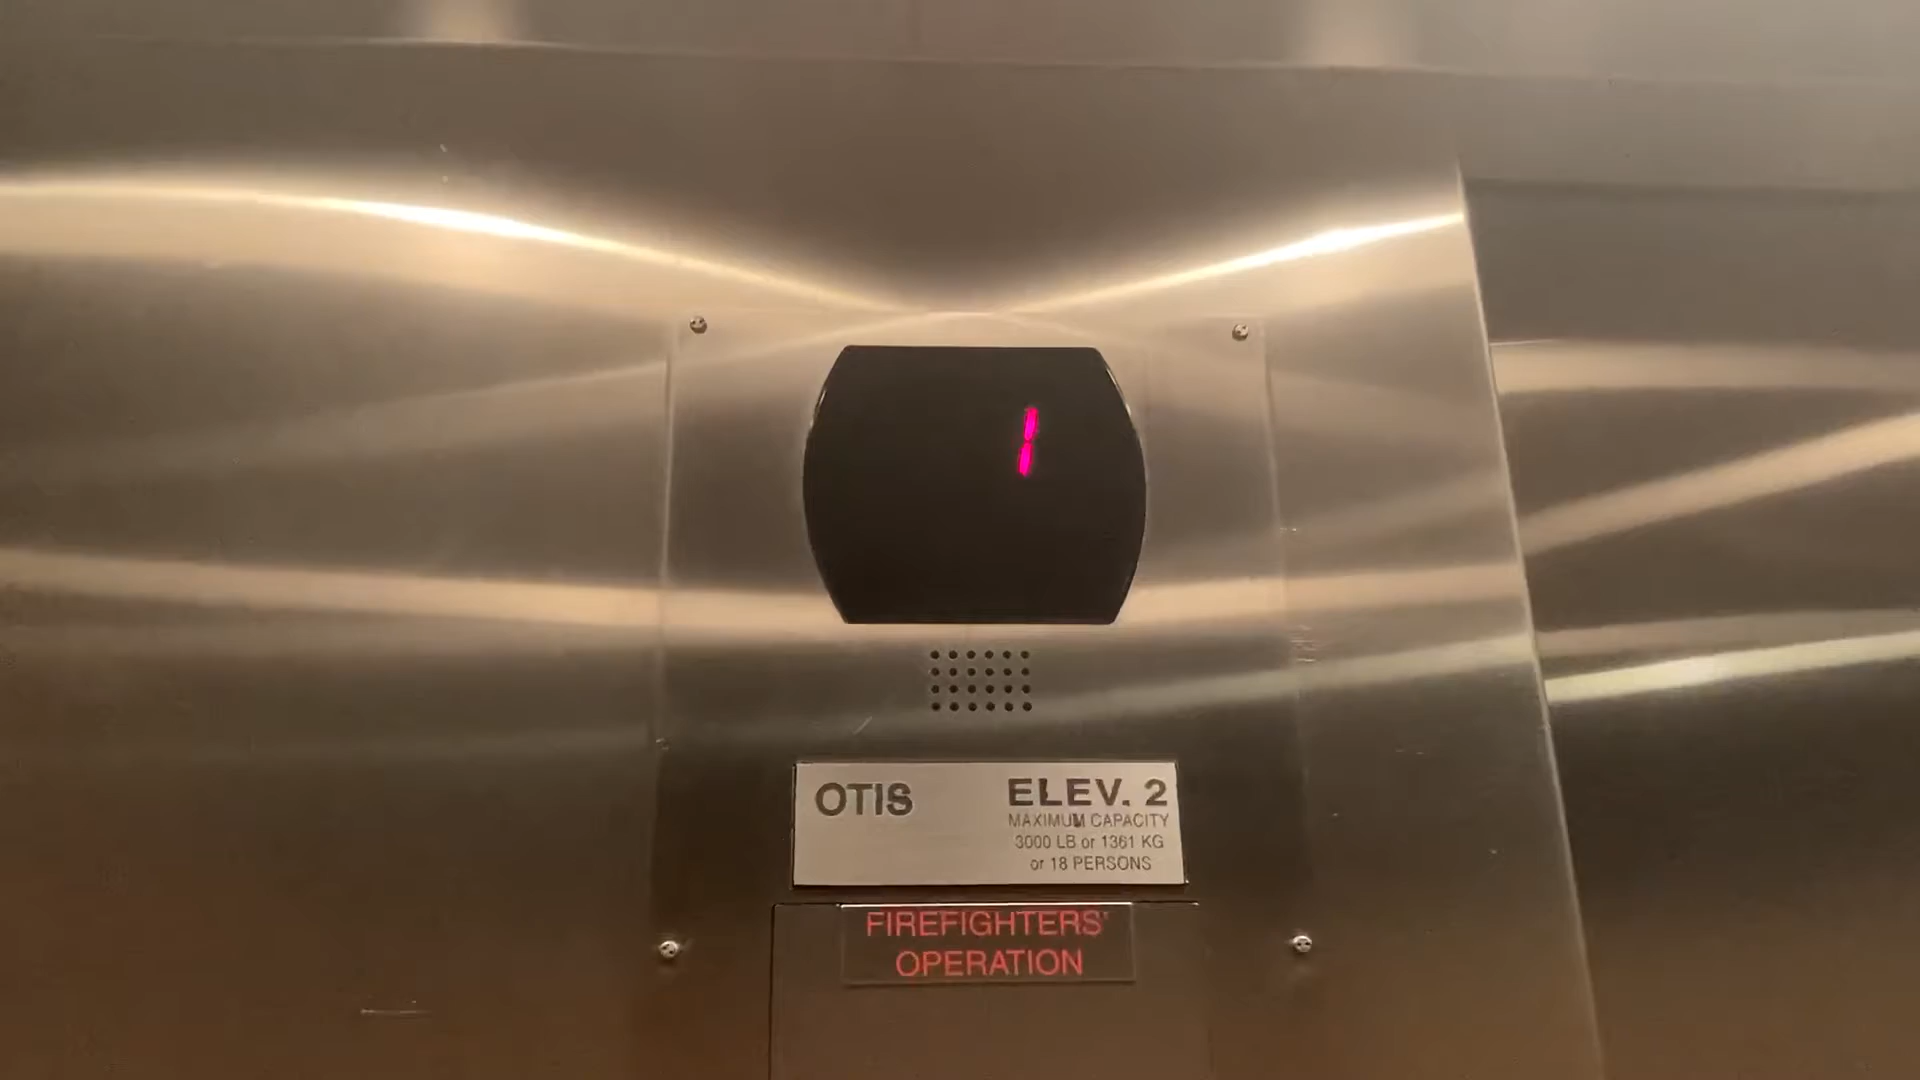 1
OTIS
ELEV. 2
MAXIMUM CAPACITY
3000 LB or 1361 KG
or 18 PERSONS
FIREFIGHTERS'
OPERATION